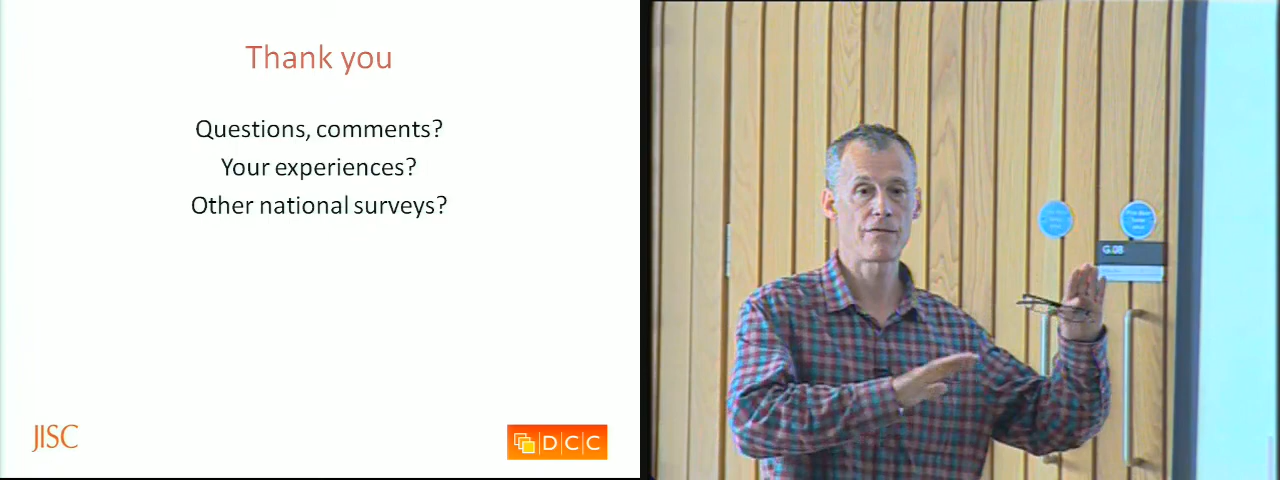 Thank you
Questions, comments?
Your experiences?
Other national surveys?
JISC
DCC
G.08